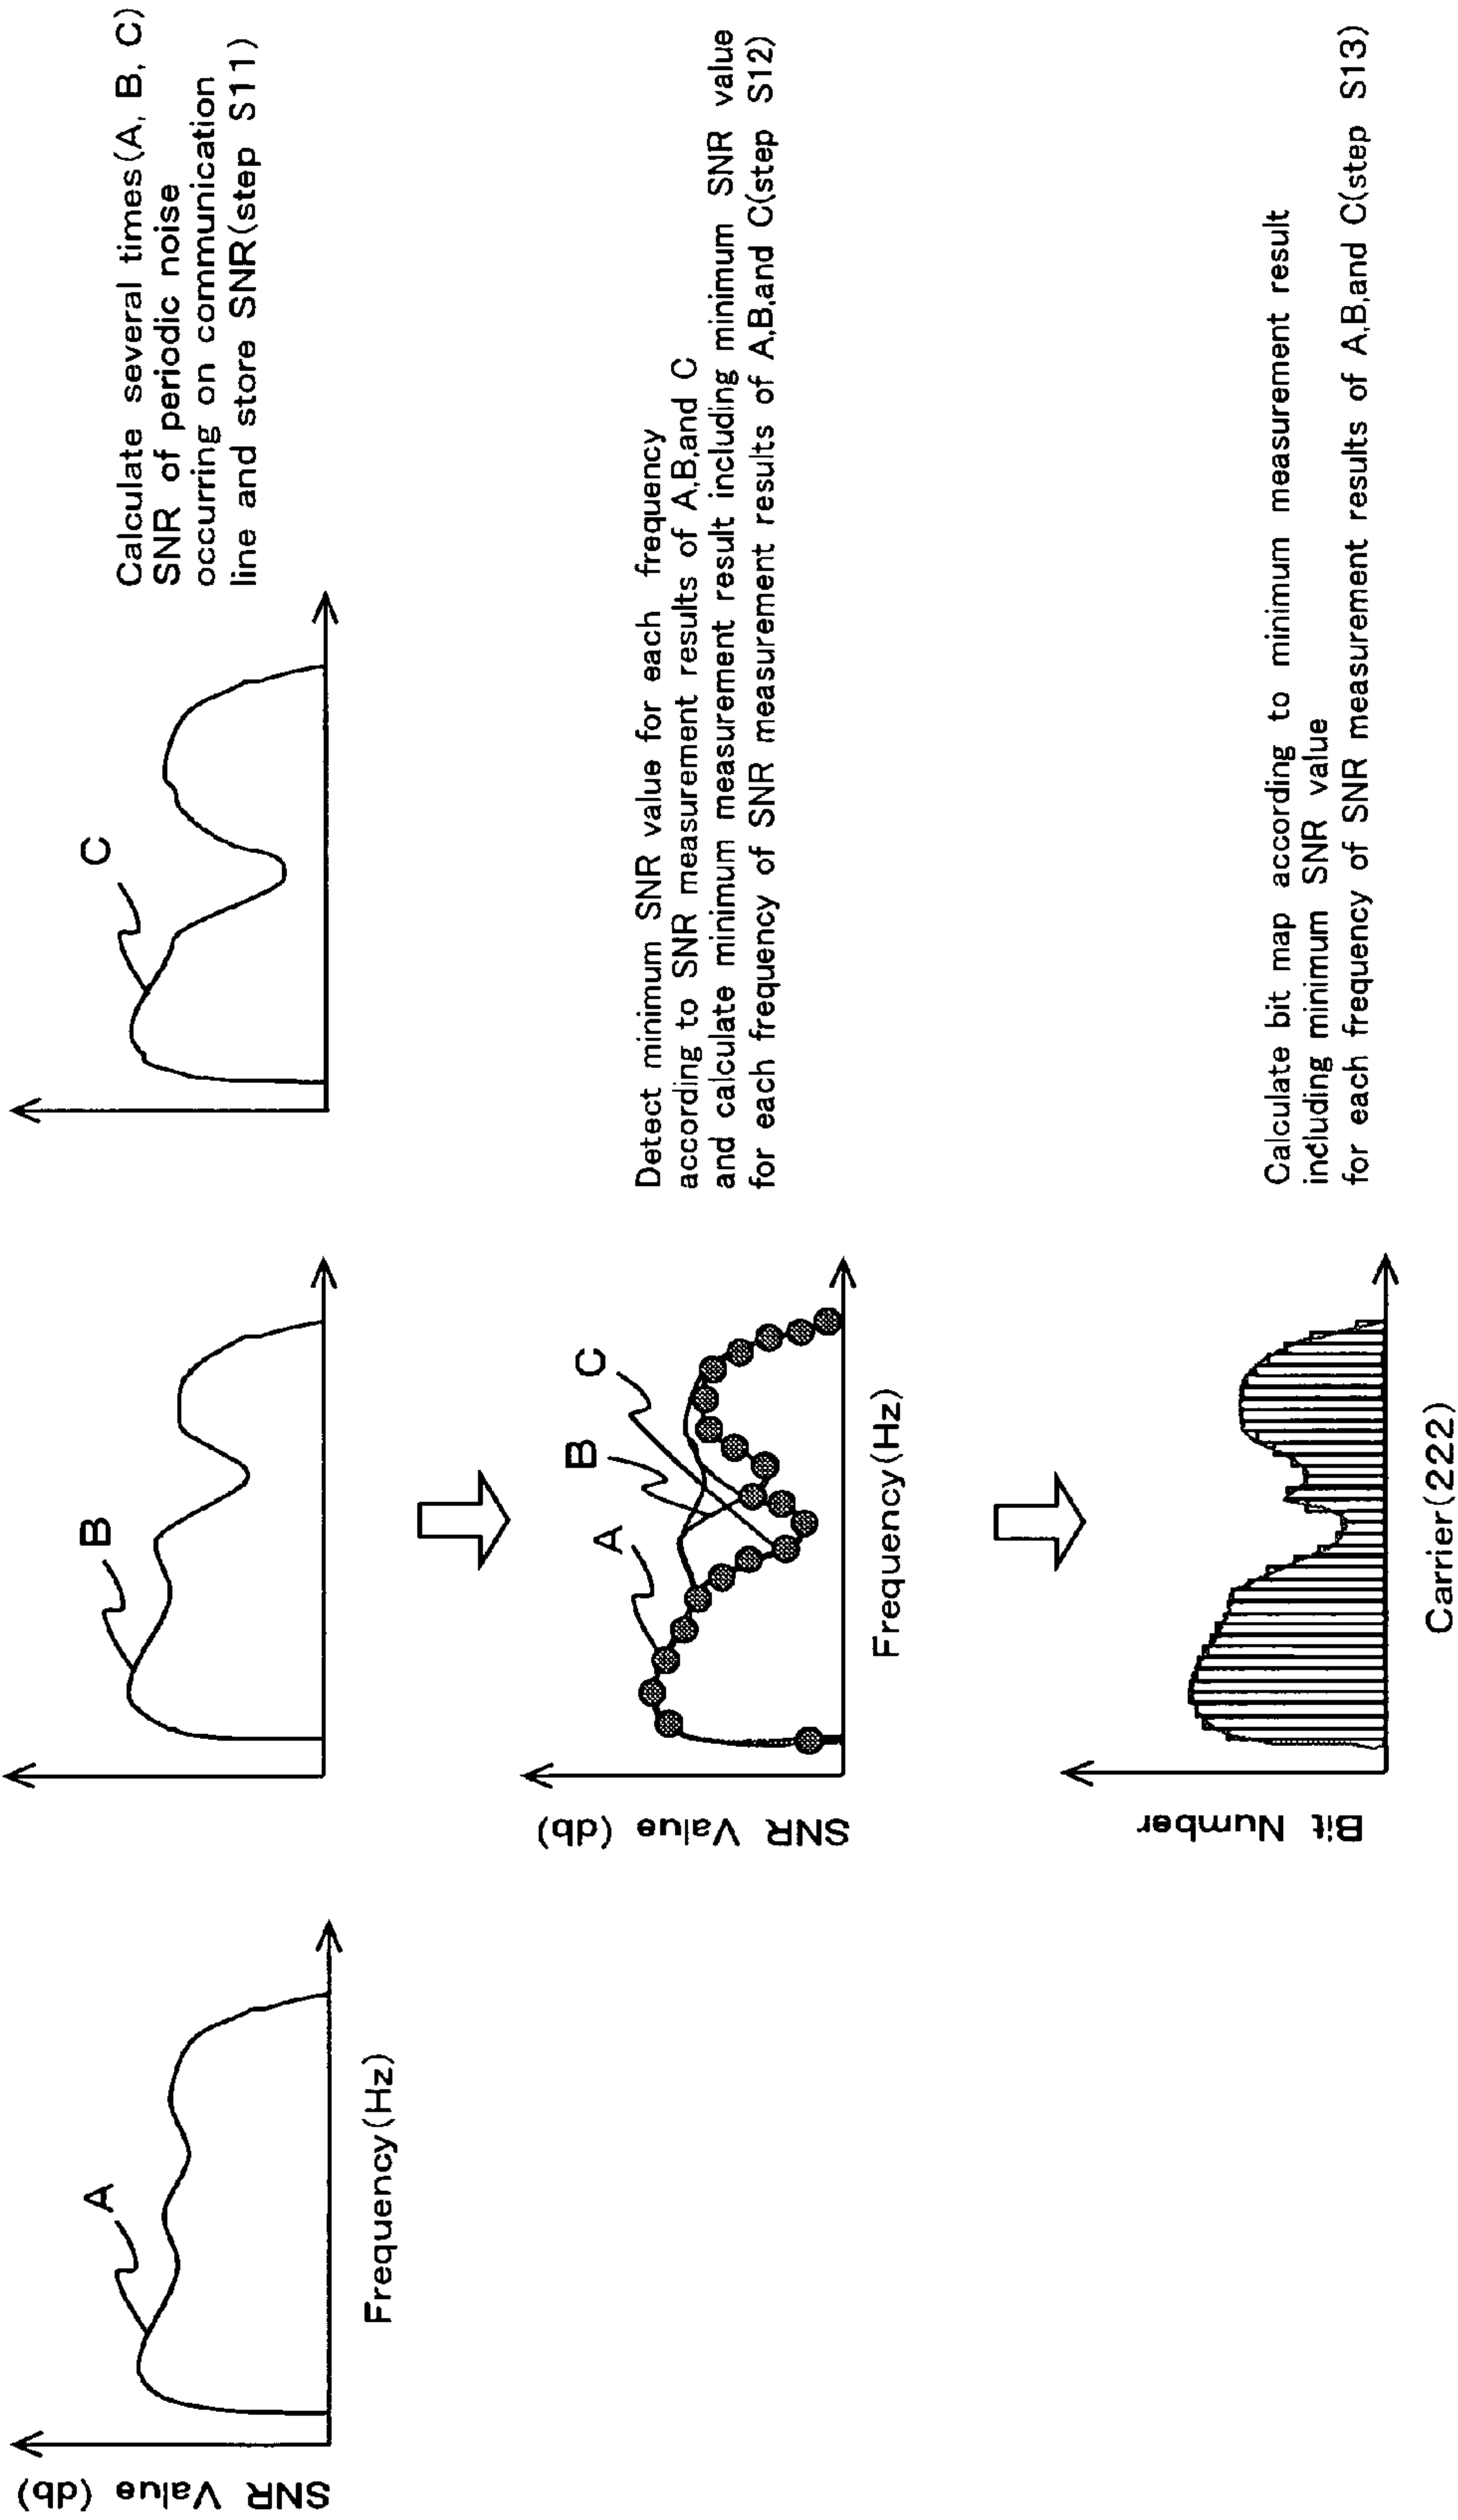 SNR Value (db)
A
Frequency(Hz)
B
C
Calculate several times(A, B, C)
SNR of periodic noise
occurring on communication
line and store SNR(step S11)
SNR Value (db)
A
B
C
Frequency(Hz)
Detect minimum SNR value for each frequency
according to SNR measurement results of A,B,and C
and calculate minimum measurement result including minimum SNR value
for each frequency of SNR measurement results of A,B,and C(step S12)
Bit Number
Carrier(222)
Calculate bit map according to minimum measurement result
including minimum SNR value
for each frequency of SNR measurement results of A,B,and C(step S13)